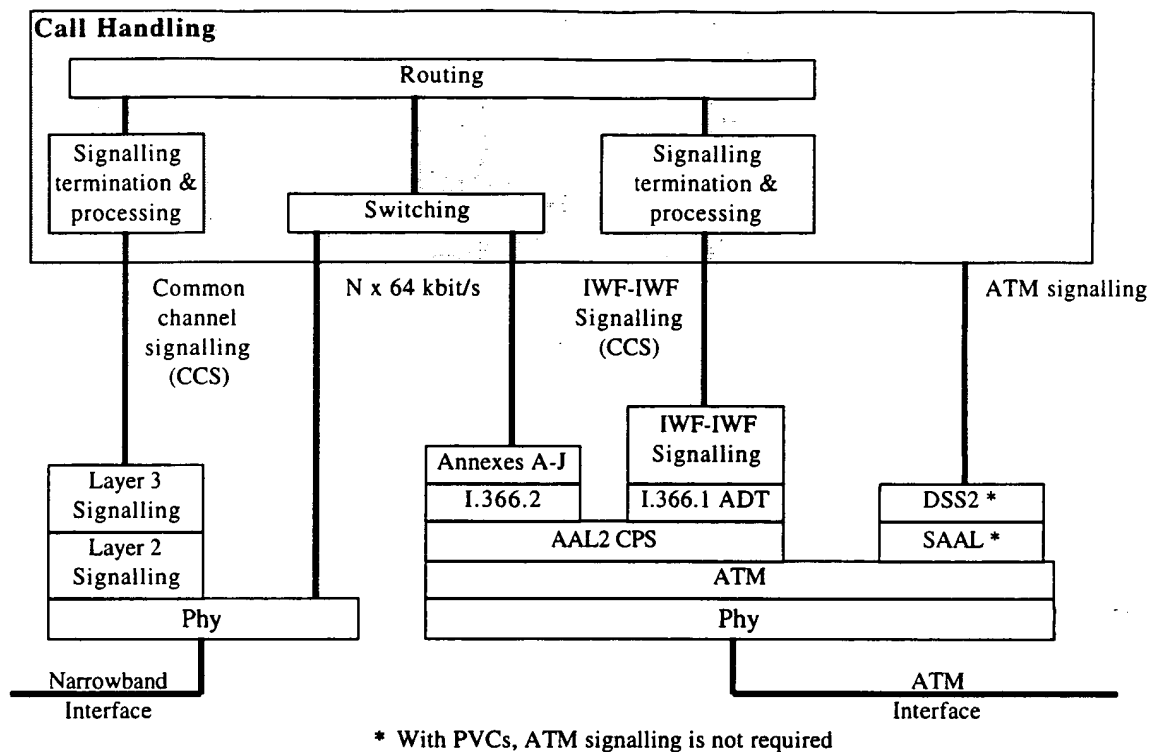 Call Handling
Routing
Signalling
termination &
processing
Signalling
termination &
processing
Switching
Common
channel
signalling
(CCS)
N x 64 kbit/s
IWF-IWF
Signalling
(CCS)
ATM signalling
IWF-IWF
Signalling
Annexes A-J
Layer 3
Signalling
I.366.2
I.366.1 ADT
DSS2 *
Layer 2
Signalling
AAL2 CPS
SAAL *
ATM
Phy
Phy
Narrowband
Interface
ATM
Interface
* With PVCs, ATM signalling is not required